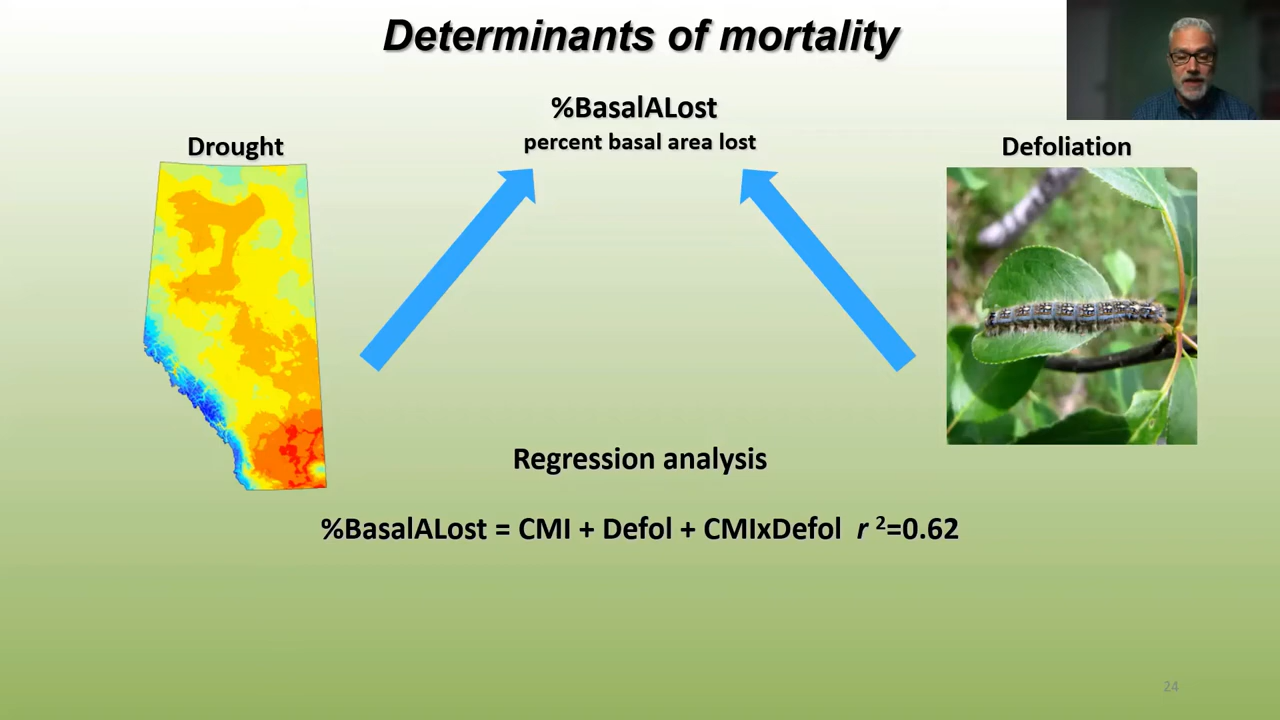 Determinants of mortality
%BasalALost
percent basal area lost
Drought
Defoliation
Regression analysis
%BasalALost = CMI + Defol + CMIxDefol r ²=0.62
24